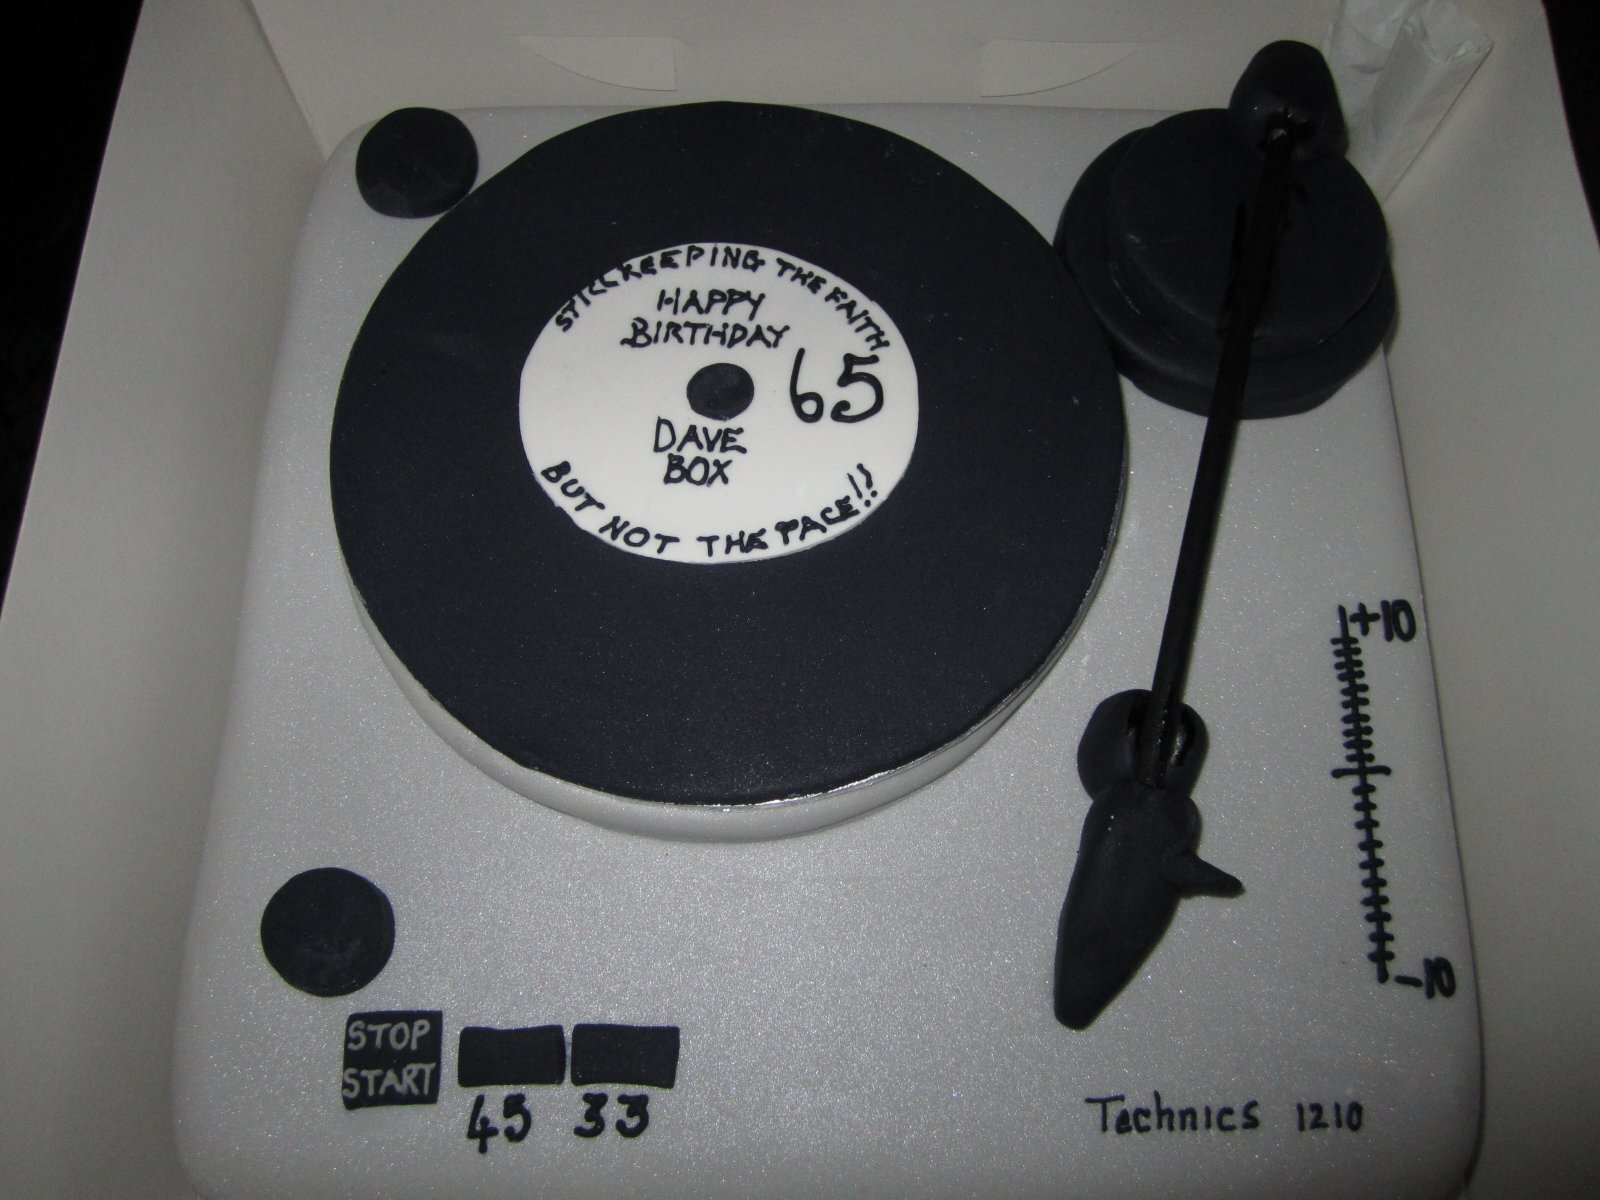 STILL KEEPING THE FAITH
HAPPY
BIRTHDAY
65
DAVE
BOX
BUT NOT THE PACE!!
+10
-10
STOP
START
45 33
Technics 1210